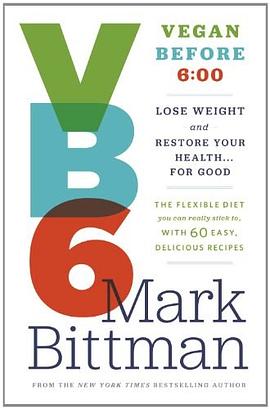 VB6
VEGAN
BEFORE
6:00
LOSE WEIGHT
and
RESTORE YOUR
HEALTH...
FOR GOOD
THE FLEXIBLE DIET
you can really stick to,
WITH 60 EASY,
DELICIOUS RECIPES
Mark
Bittman
FROM THE NEW YORK TIMES BESTSELLING AUTHOR